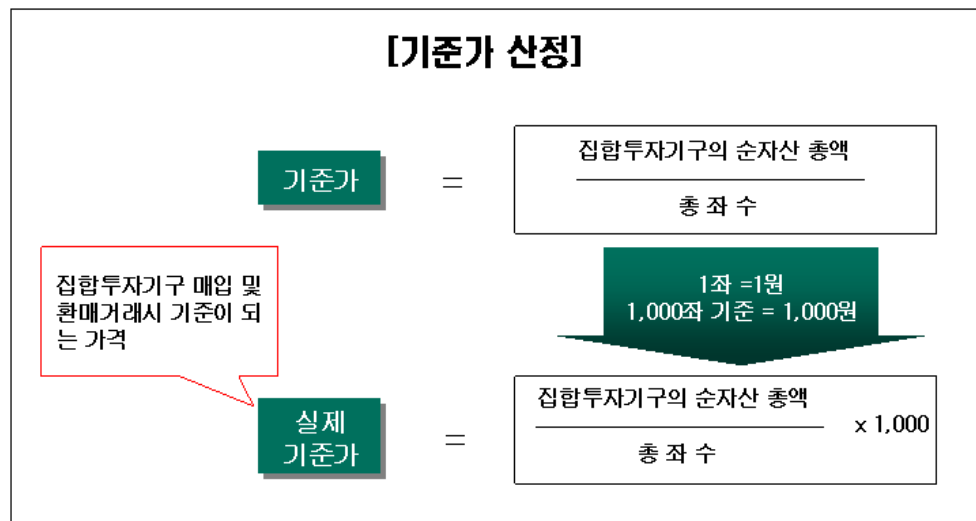 [기준가 산정]
기준가
=
집합투자기구의 순자산 총액
총 좌 수
집합투자기구 매입 및
환매거래시 기준이 되
는 가격
1좌 =1원
1,000좌 기준 = 1,000원
실제
기준가
=
집합투자기구의 순자산 총액
총 좌 수
x 1,000